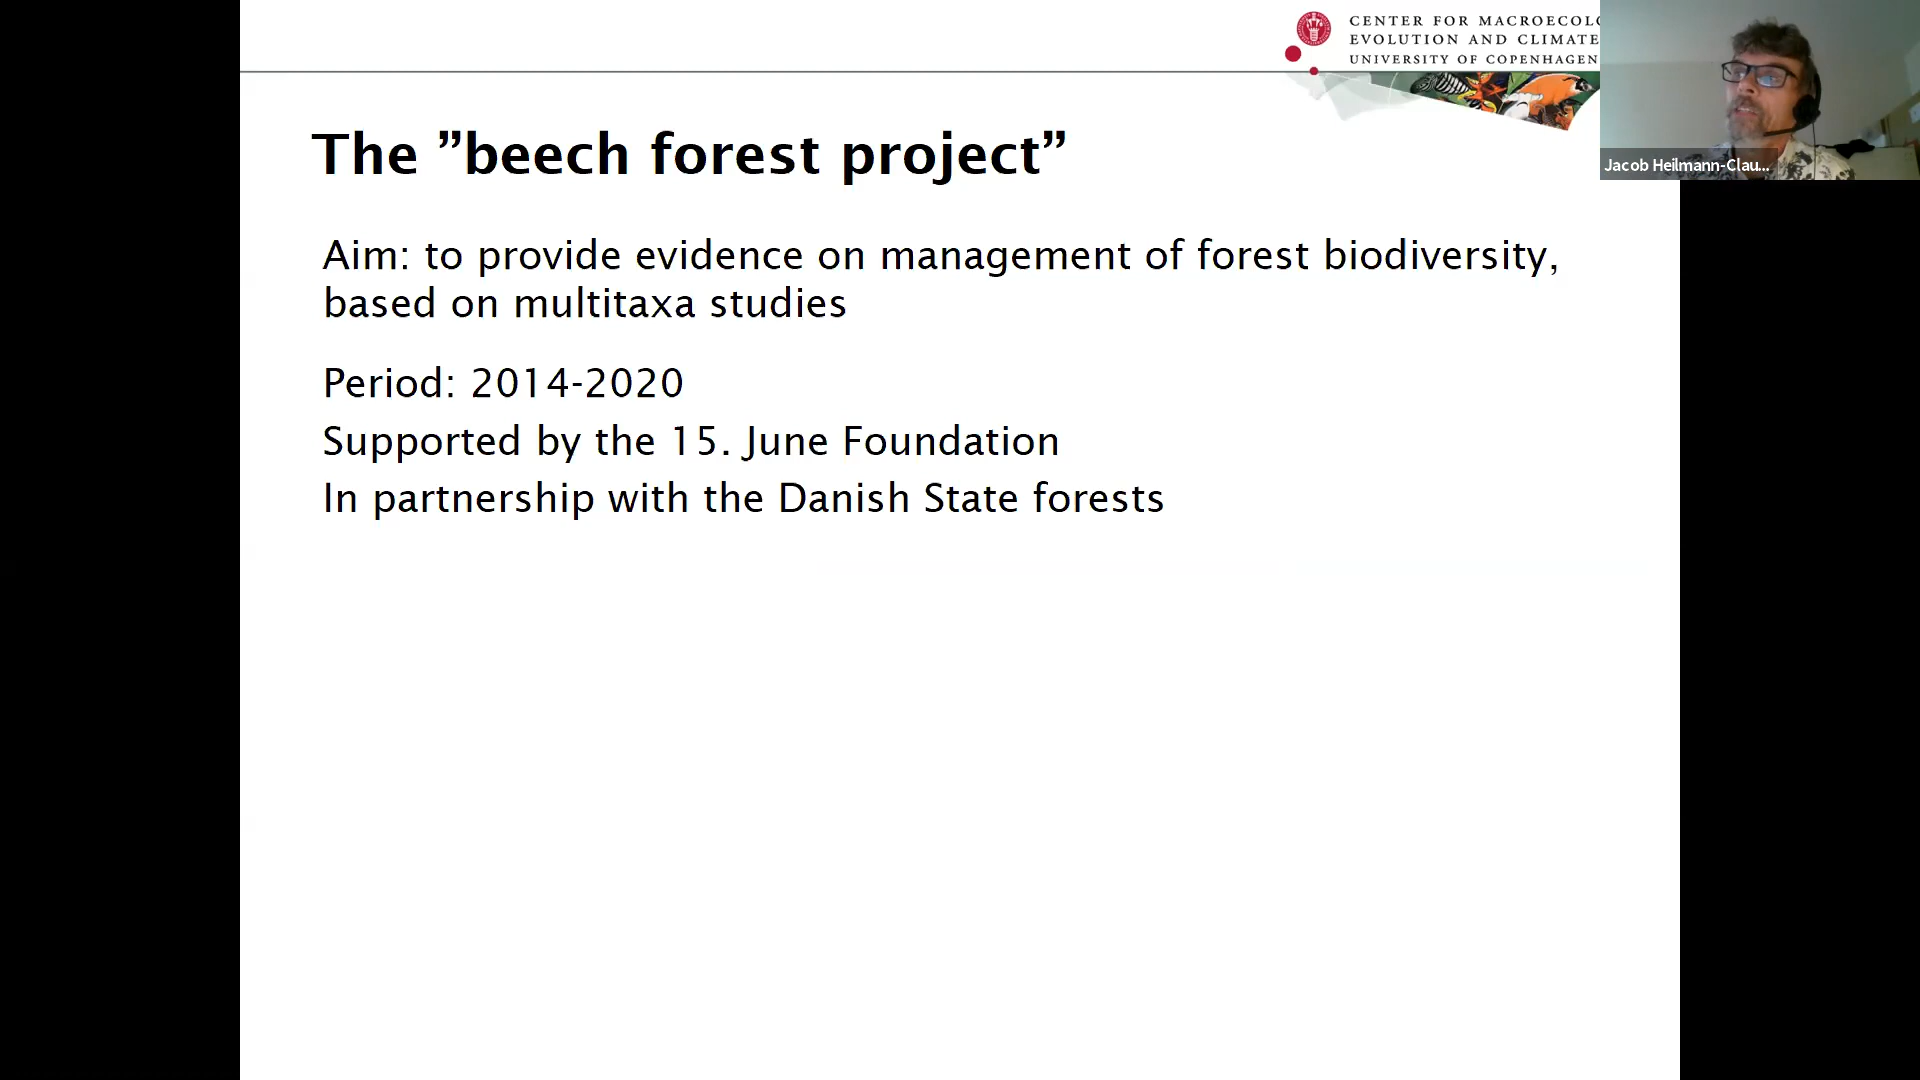 CENTER FOR MACROECOLO
EVOLUTION AND CLIMATE
UNIVERSITY OF COPENHAGEN
The ”beech forest project”
Jacob Heilmann-Clau...
Aim: to provide evidence on management of forest biodiversity,
based on multitaxa studies
Period: 2014-2020
Supported by the 15. June Foundation
In partnership with the Danish State forests